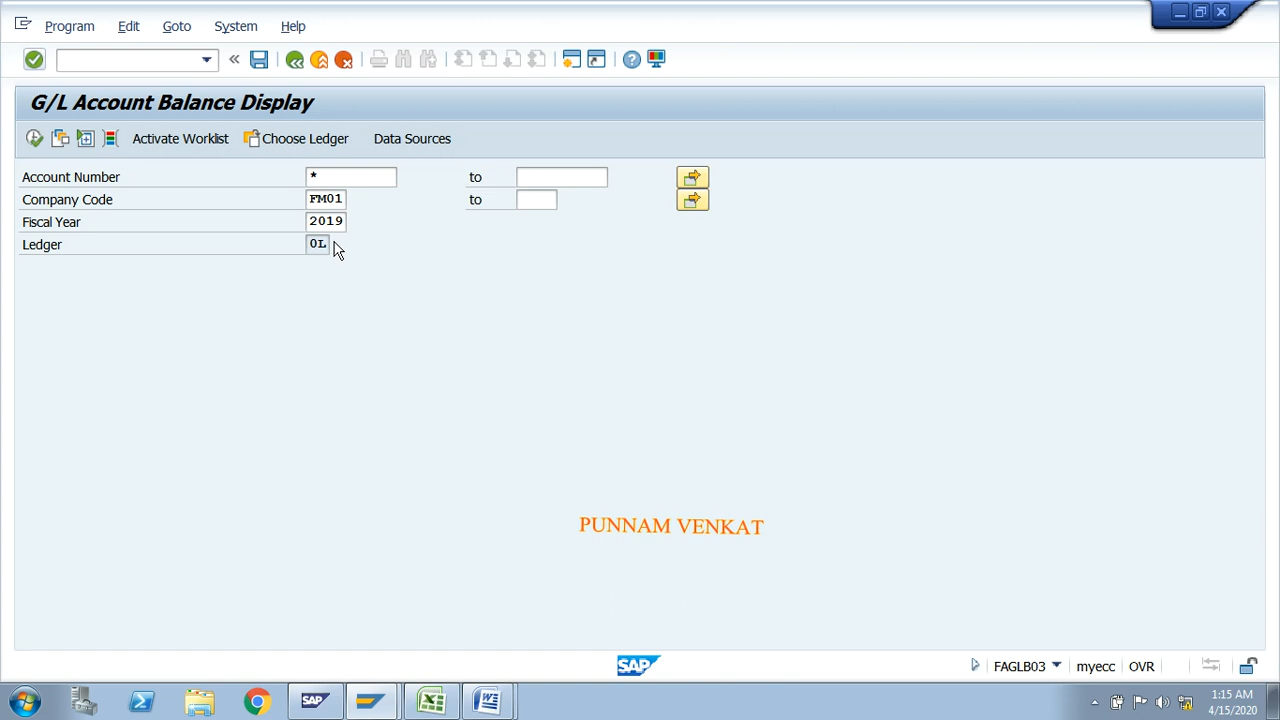 Program Edit Goto System Help
G/L Account Balance Display
Activate Worklist Choose Ledger Data Sources
Account Number * to
Company Code FM01 to
Fiscal Year 2019
Ledger 0L
PUNNAM VENKAT
SAP FAGLB03 myecc OVR
SAP 1:15 AM
4/15/2020